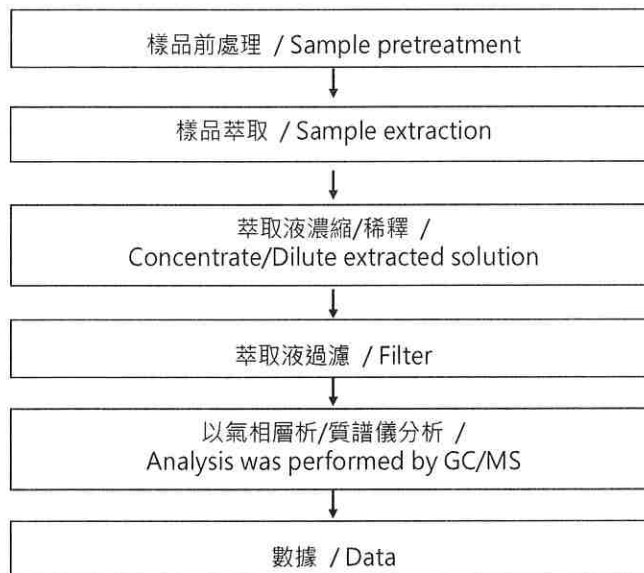 樣品前處理 / Sample pretreatment
樣品萃取 / Sample extraction
萃取液濃縮/稀釋 /
Concentrate/Dilute extracted solution
萃取液過濾 / Filter
以氣相層析/質譜儀分析 /
Analysis was performed by GC/MS
數據 / Data